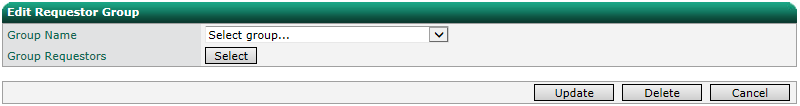 Edit Requestor Group
Group Name Select group...
Group Requestors Select
Update Delete Cancel